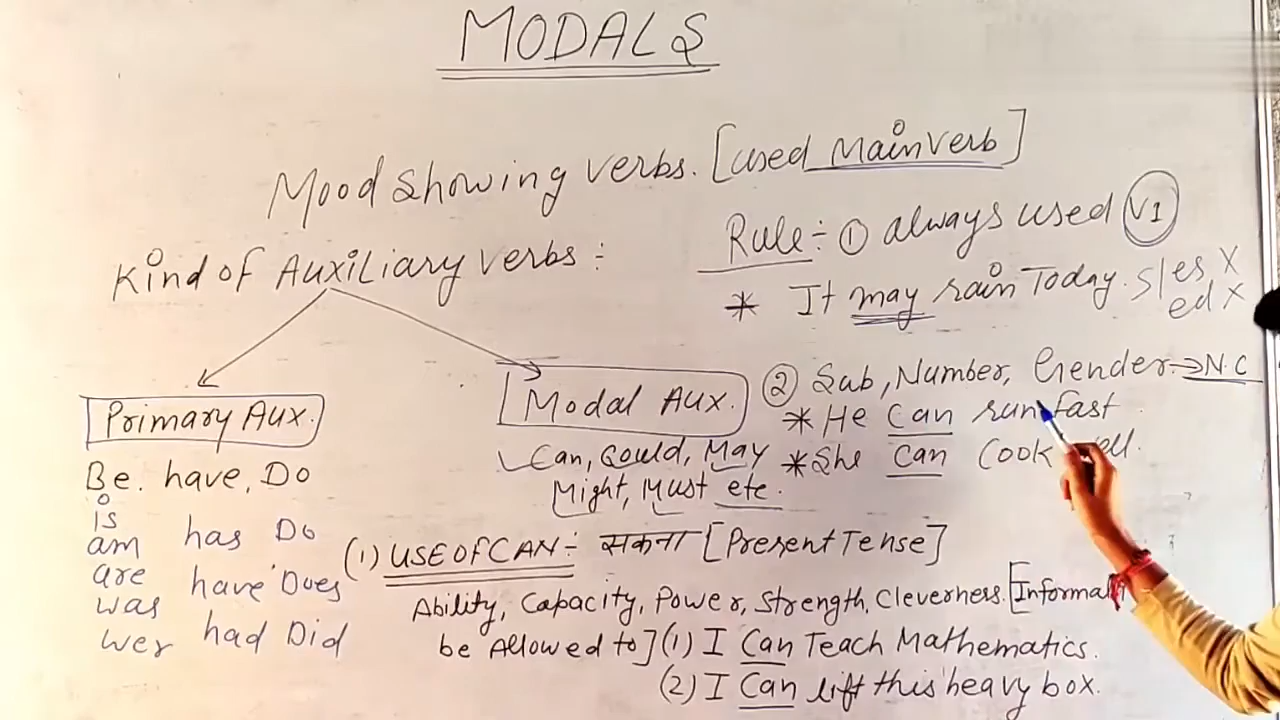 MODALS
Mood showing verbs. [used Main verb]
Kind of Auxiliary verbs :
Primary Aux.
Be. have, Do
is
am has Do
are have Does
was
wer had Did
Modal Aux.
Can, Could, May
Might, Must etc.
Rule:- ① always used V1
* It may rain Today. s/es X
ed X
② Sub, Number, Gender → N.C
* He Can run fast
* She can Cook
(1) USE OF CAN:- सकना [Present Tense]
Ability, Capacity, Power, Strength, Cleverness. [Informal
be Allowed to] (1) I Can Teach Mathematics.
(2) I Can lift this heavy box.